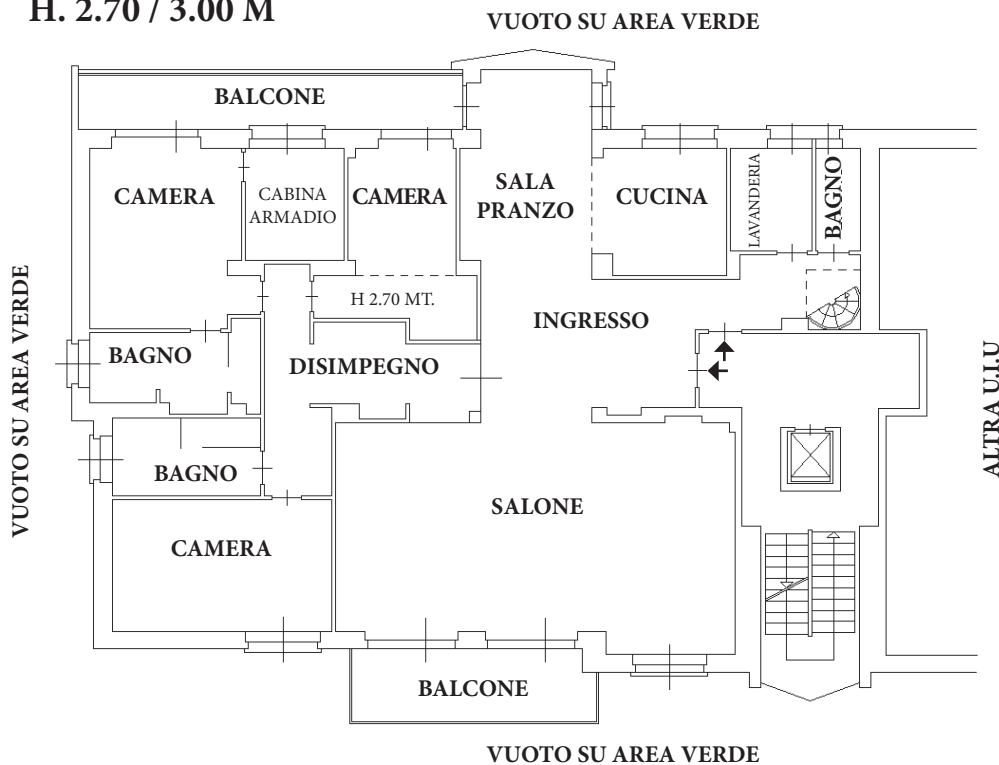 H. 2.70 / 3.00 M
VUOTO SU AREA VERDE
BALCONE
CAMERA
CABINA
ARMADIO
CAMERA
SALA
PRANZO
CUCINA
LAVANDERIA
BAGNO
H 2.70 MT.
INGRESSO
BAGNO
DISIMPEGNO
VUOTO SU AREA VERDE
ALTRA U.I.U
BAGNO
SALONE
CAMERA
BALCONE
VUOTO SU AREA VERDE